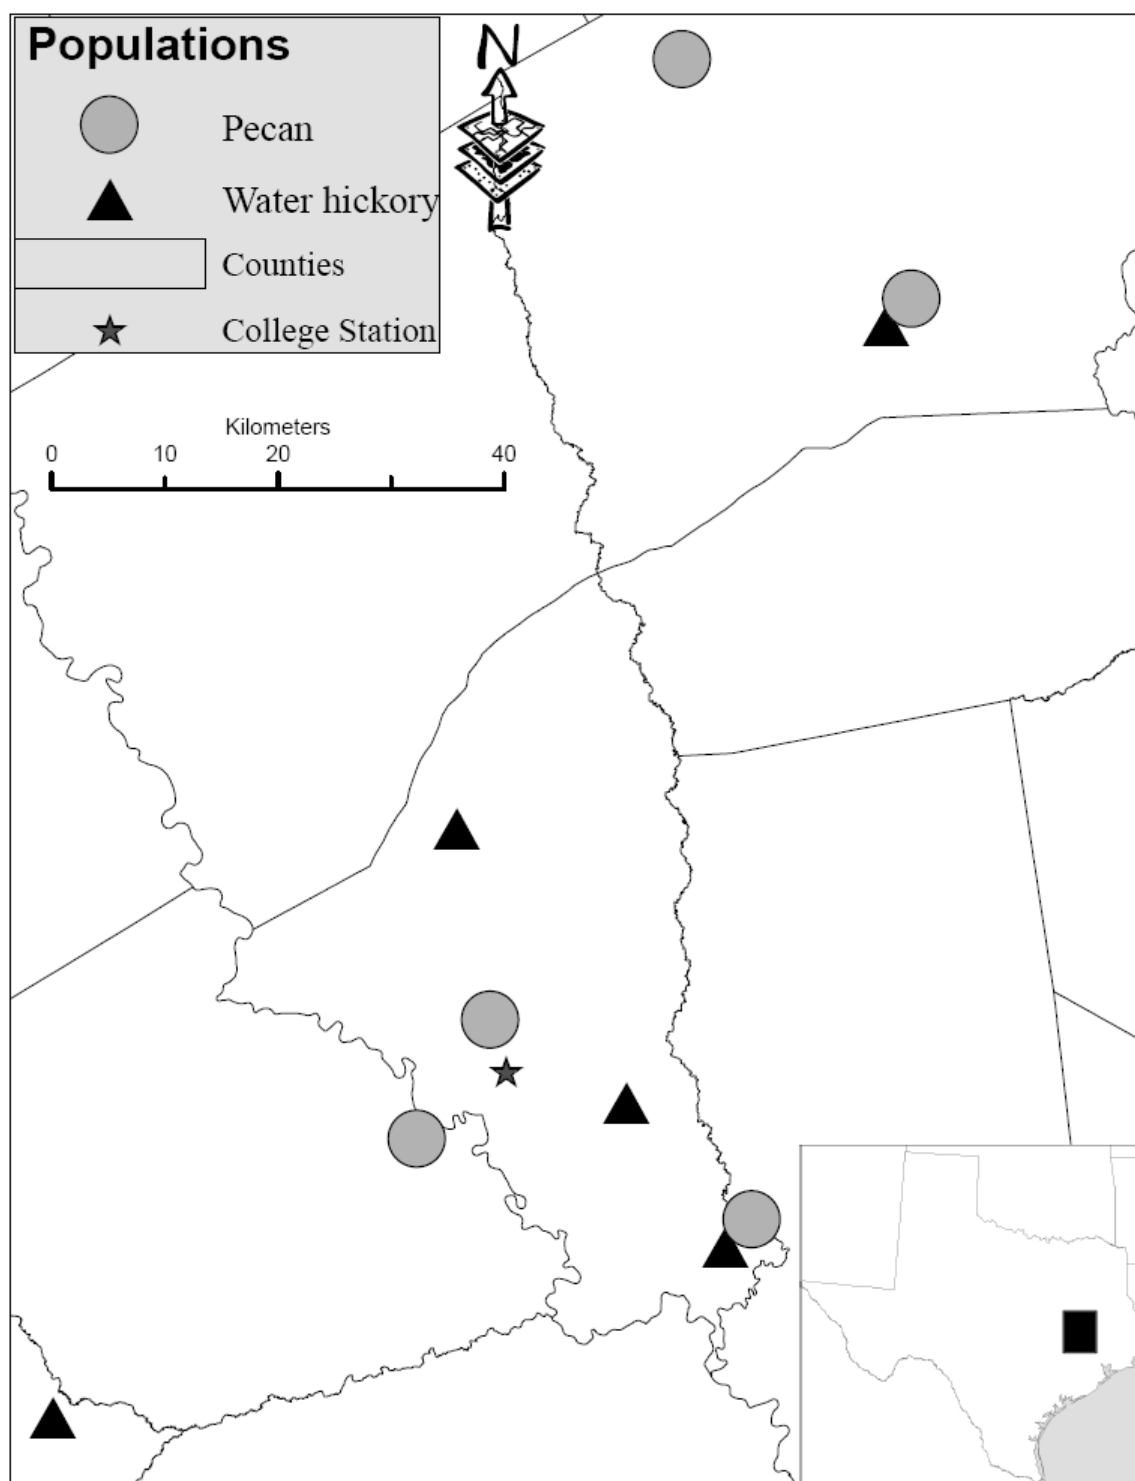 Populations
N
Pecan
Water hickory
Counties
College Station
Kilometers
0 10 20 40